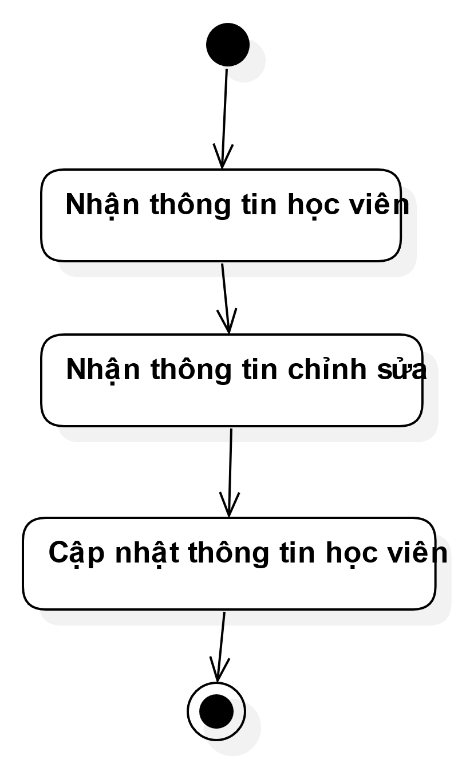 Nhận thông tin học viên
Nhận thông tin chỉnh sửa
Cập nhật thông tin học viên